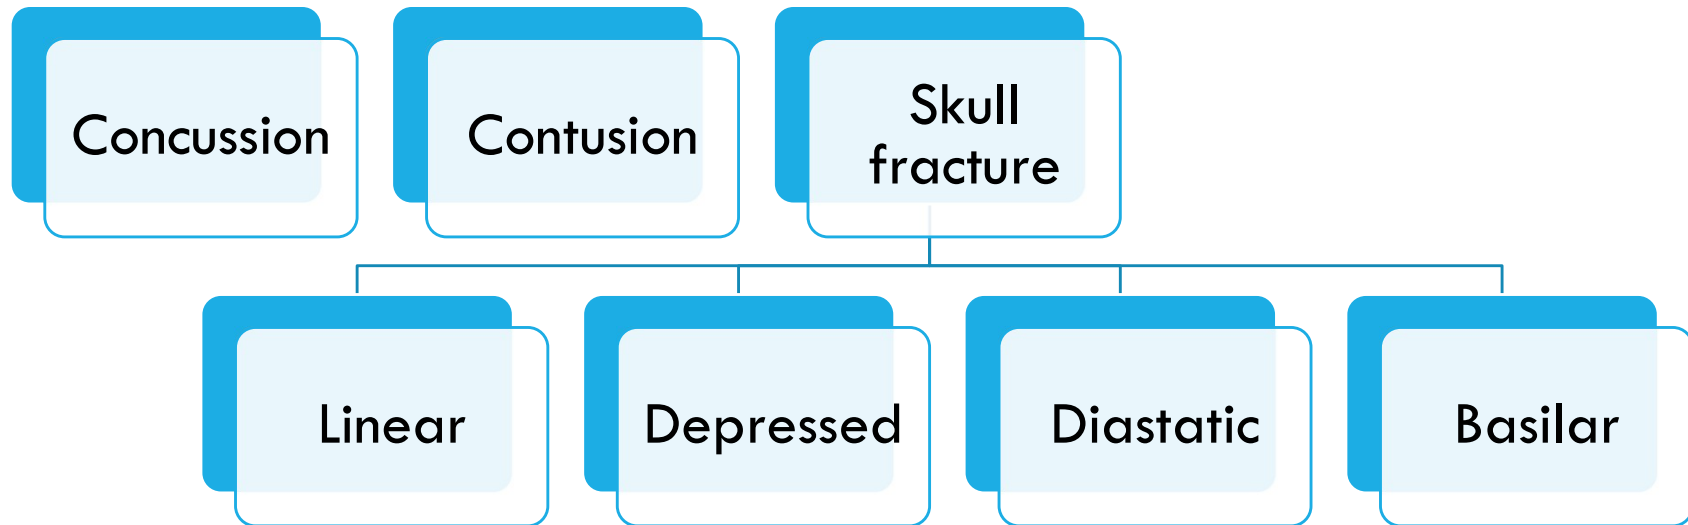 Concussion
Contusion
Skull
fracture
Linear
Depressed
Diastatic
Basilar